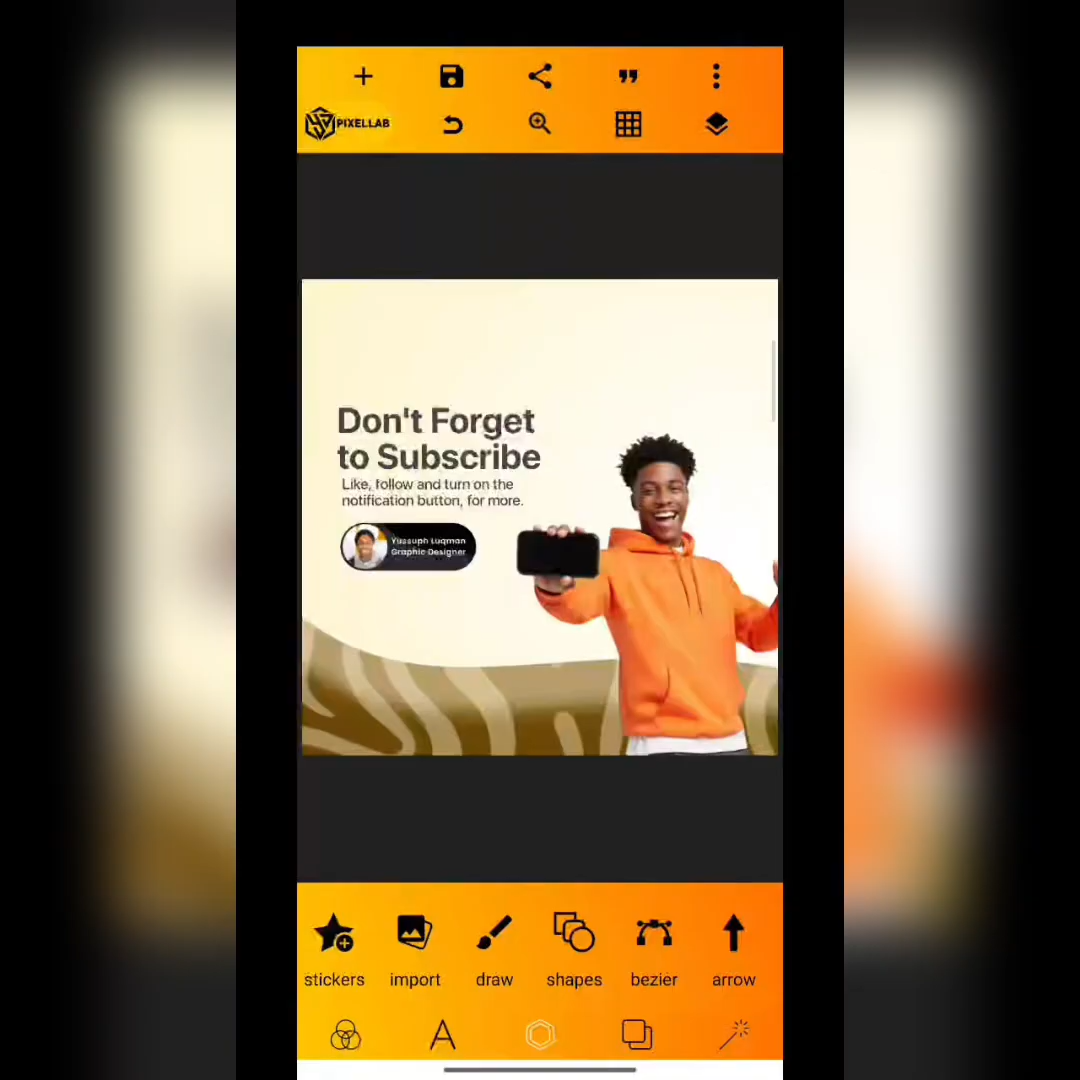 PIXELLAB
Don't Forget
to Subscribe
Like, follow and turn on the
notification button, for more.
Yussuph Luqman
Graphic Designer
stickers
import
draw
shapes
bezier
arrow